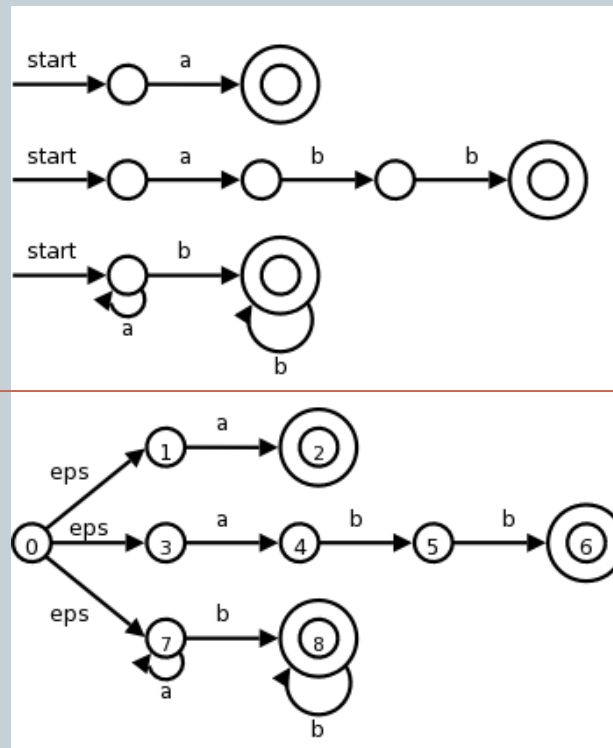 start a
start a b b
start b
a
b
a
eps 1 2
0 eps 3 a 4 b 5 b 6
eps 7 b 8
a
b